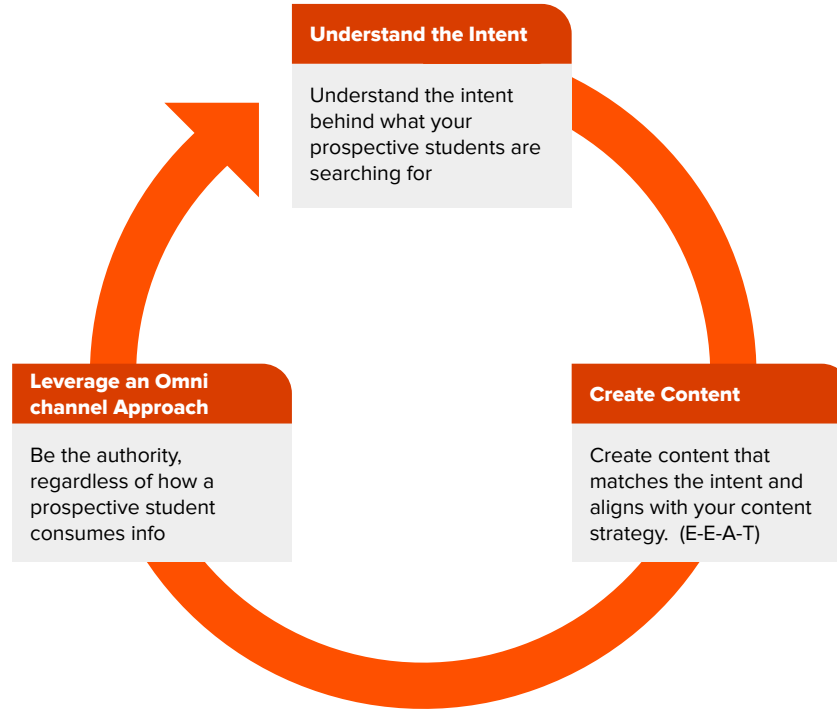 Understand the Intent
Understand the intent
behind what your
prospective students are
searching for
Leverage an Omni
channel Approach
Be the authority,
regardless of how a
prospective student
consumes info
Create Content
Create content that
matches the intent and
aligns with your content
strategy.  (E-E-A-T)